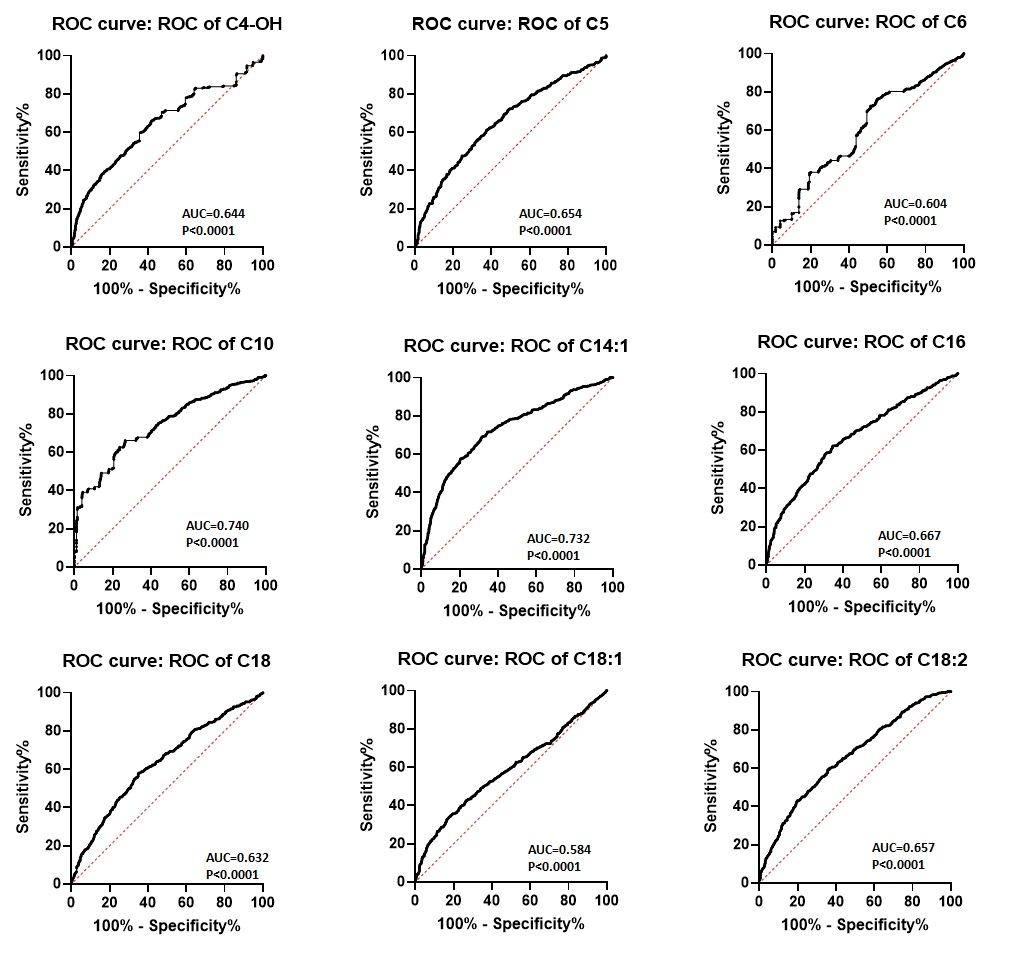 ROC curve: ROC of C4-OH
Sensitivity%
100
80
60
40
20
0
AUC=0.644
P<0.0001
0 20 40 60 80 100
100% - Specificity%
ROC curve: ROC of C5
Sensitivity%
100
80
60
40
20
0
AUC=0.654
P<0.0001
0 20 40 60 80 100
100% - Specificity%
ROC curve: ROC of C6
Sensitivity%
100
80
60
40
20
0
AUC=0.604
P<0.0001
0 20 40 60 80 100
100% - Specificity%
ROC curve: ROC of C10
Sensitivity%
100
80
60
40
20
0
AUC=0.740
P<0.0001
0 20 40 60 80 100
100% - Specificity%
ROC curve: ROC of C14:1
Sensitivity%
100
80
60
40
20
0
AUC=0.732
P<0.0001
0 20 40 60 80 100
100% - Specificity%
ROC curve: ROC of C16
Sensitivity%
100
80
60
40
20
0
AUC=0.667
P<0.0001
0 20 40 60 80 100
100% - Specificity%
ROC curve: ROC of C18
Sensitivity%
100
80
60
40
20
0
AUC=0.632
P<0.0001
0 20 40 60 80 100
100% - Specificity%
ROC curve: ROC of C18:1
Sensitivity%
100
80
60
40
20
0
AUC=0.584
P<0.0001
0 20 40 60 80 100
100% - Specificity%
ROC curve: ROC of C18:2
Sensitivity%
100
80
60
40
20
0
AUC=0.657
P<0.0001
0 20 40 60 80 100
100% - Specificity%